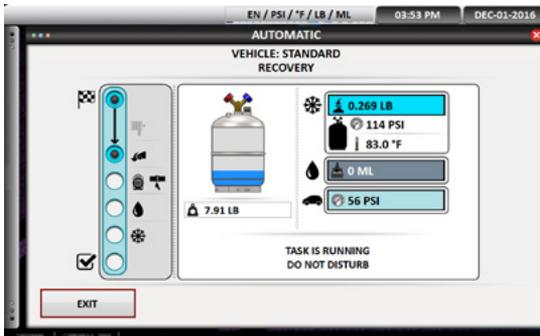 EN / PSI / °F / LB / ML
03:53 PM
DEC-01-2016
AUTOMATIC
VEHICLE: STANDARD
RECOVERY
0.269 LB
114 PSI
83.0 °F
0 ML
7.91 LB
56 PSI
TASK IS RUNNING
DO NOT DISTURB
EXIT